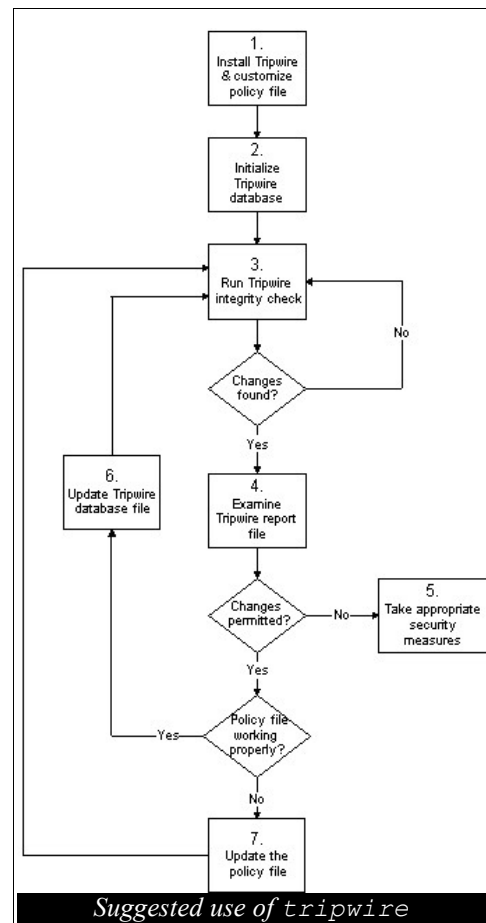 1.
Install Tripwire
& customize
policy file
2.
Initialize
Tripwire
database
3.
Run Tripwire
integrity check
No
Changes
found?
Yes
6.
Update Tripwire
database file
4.
Examine
Tripwire report
file
Changes
permitted?
No
5.
Take appropriate
security
measures
Yes
Policy file
working
properly?
Yes
No
7.
Update the
policy file
Suggested use of tripwire